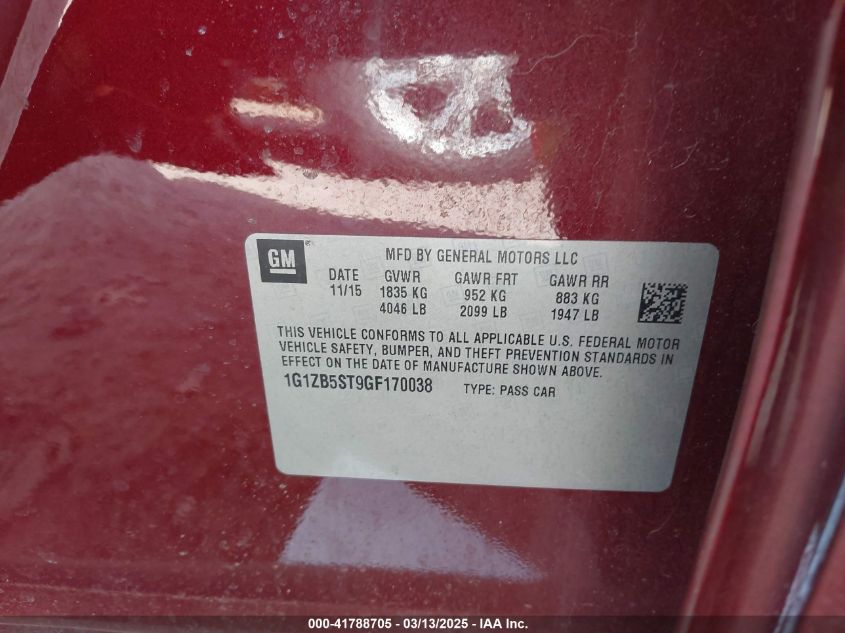 GM
MFD BY GENERAL MOTORS LLC
DATE GVWR GAWR FRT GAWR RR
11/15 1835 KG 952 KG 883 KG
4046 LB 2099 LB 1947 LB
THIS VEHICLE CONFORMS TO ALL APPLICABLE U.S. FEDERAL MOTOR
VEHICLE SAFETY, BUMPER, AND THEFT PREVENTION STANDARDS IN
EFFECT ON THE DATE OF MANUFACTURE SHOWN ABOVE.
1G1ZB5ST9GF170038 TYPE: PASS CAR
000-41788705 - 03/13/2025 - IAA Inc.